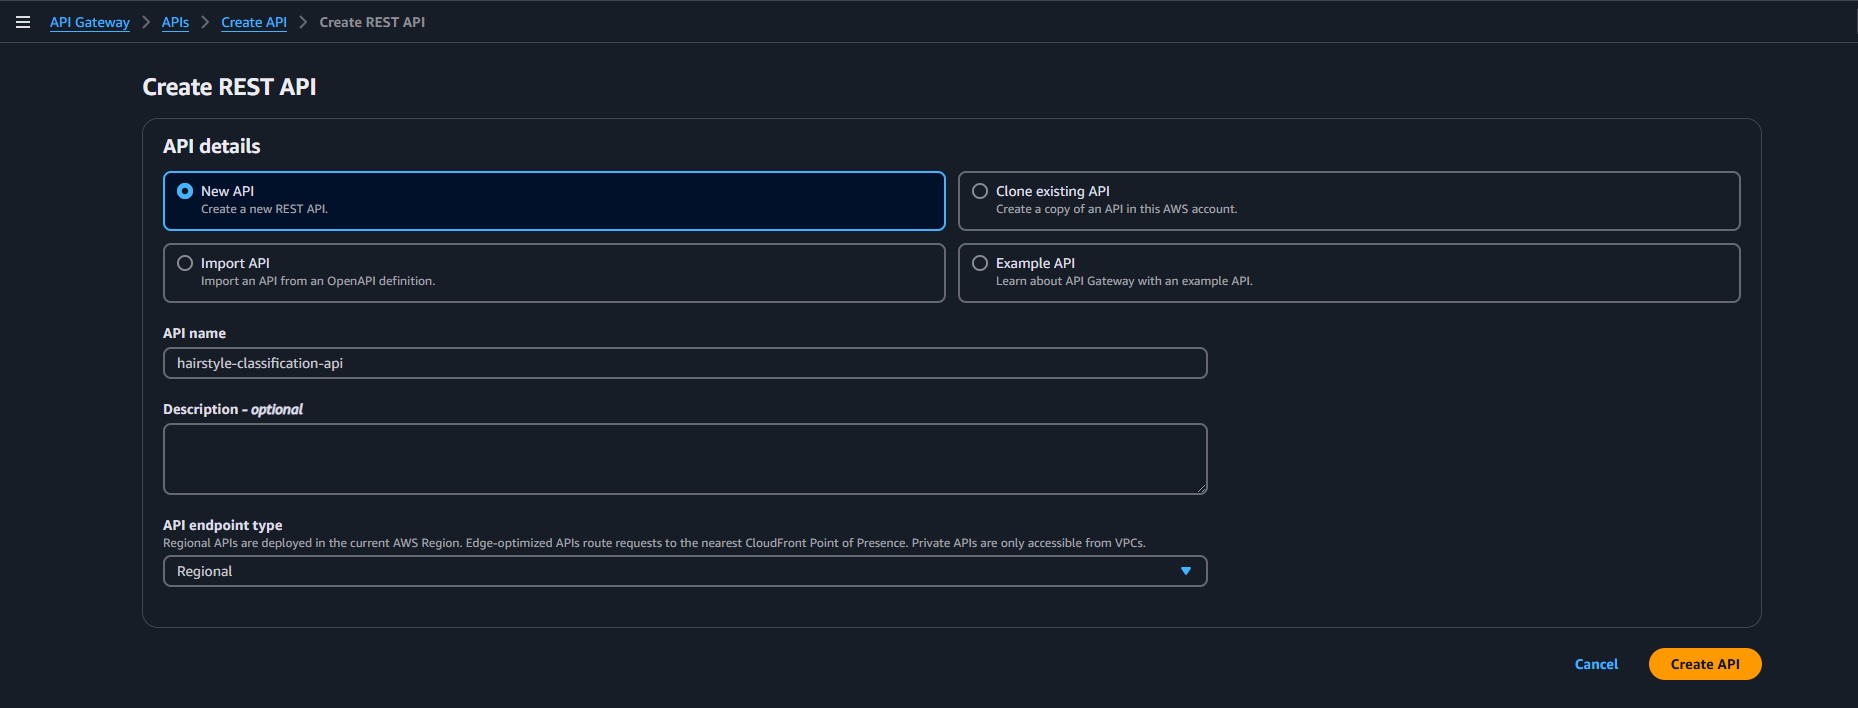 API Gateway > APIs > Create API > Create REST API
Create REST API
API details
New API
Create a new REST API.
Clone existing API
Create a copy of an API in this AWS account.
Import API
Import an API from an OpenAPI definition.
Example API
Learn about API Gateway with an example API.
API name
hairstyle-classification-api
Description - optional
API endpoint type
Regional APIs are deployed in the current AWS Region. Edge-optimized APIs route requests to the nearest CloudFront Point of Presence. Private APIs are only accessible from VPCs.
Regional
Cancel
Create API